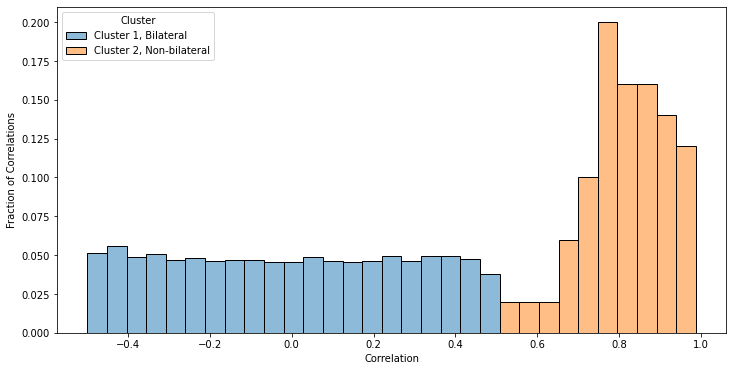 Cluster
Cluster 1, Bilateral
Cluster 2, Non-bilateral
Fraction of Correlations
0.200
0.175
0.150
0.125
0.100
0.075
0.050
0.025
0.000
−0.4 −0.2 0.0 0.2 0.4 0.6 0.8 1.0
Correlation